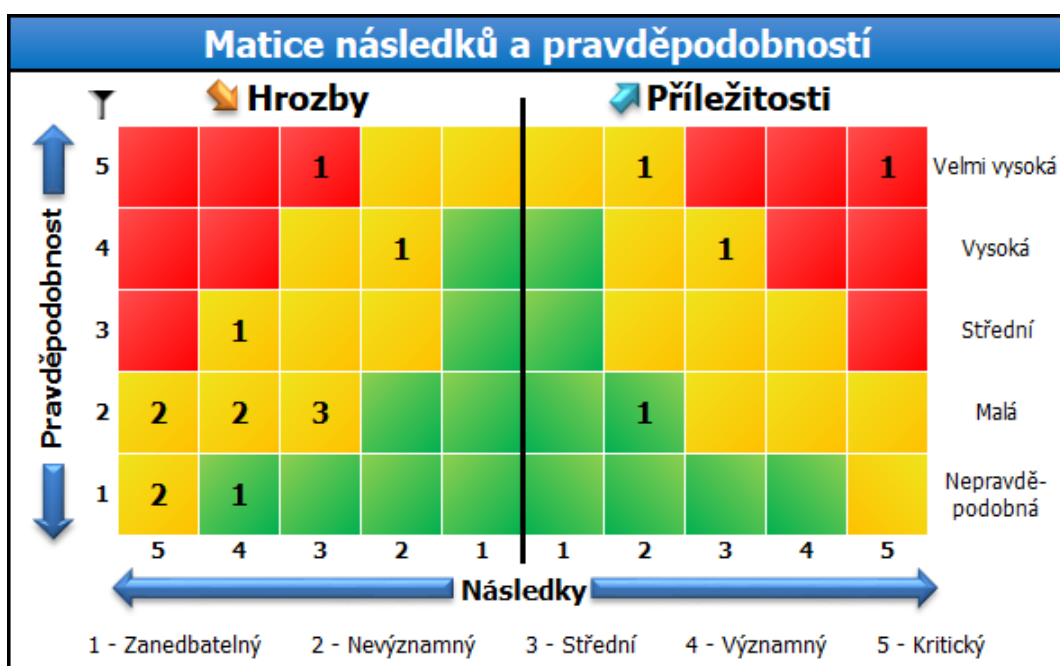 Matice následků a pravděpodobností
Hrozby Příležitosti
Pravděpodobnost
5 1 1 1 Velmi vysoká
4 1 1 Vysoká
3 1 Střední
2 2 2 3 1 Malá
1 2 1 Nepravdě-
podobná
5 4 3 2 1 1 2 3 4 5
Následky
1 - Zanedbatelný 2 - Nevýznamný 3 - Střední 4 - Významný 5 - Kritický